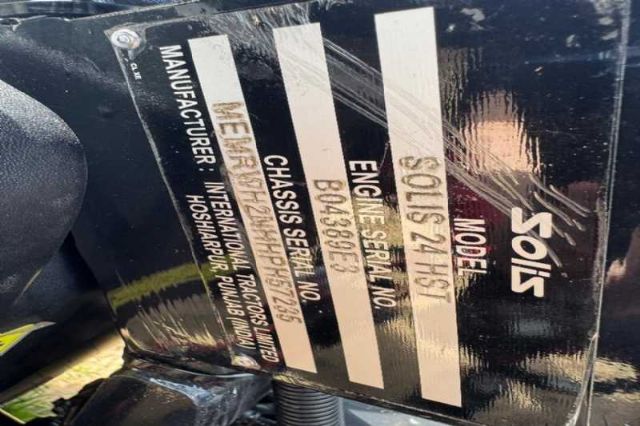 SOLIS
MODEL
SOLIS 24 HST
ENGINE SERIAL NO.
B04389E3
CHASSIS SERIAL NO.
MANUFACTURER : INTERNATIONAL TRACTORS LIMITED
HOSHIARPUR, PUNJAB (INDIA)